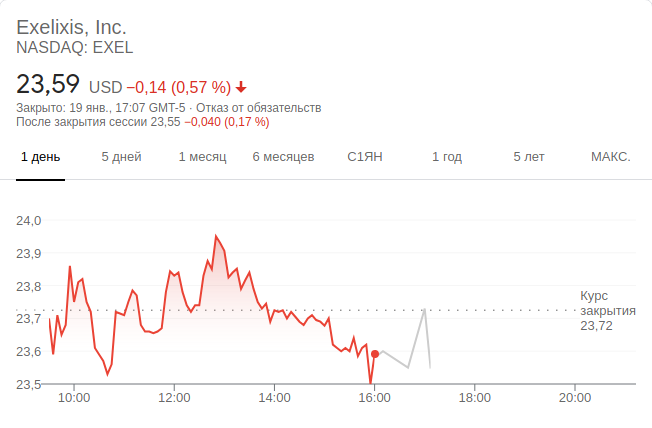 Exelixis, Inc.
NASDAQ: EXEL
23,59 USD −0,14 (0,57 %)
Закрыто: 19 янв., 17:07 GMT-5 · Отказ от обязательств
После закрытия сессии 23,55 −0,040 (0,17 %)
1 день 5 дней 1 месяц 6 месяцев С1ЯН 1 год 5 лет МАКС.
24,0
23,9
23,8
23,7
23,6
23,5
Курс
закрытия
23,72
10:00 12:00 14:00 16:00 18:00 20:00